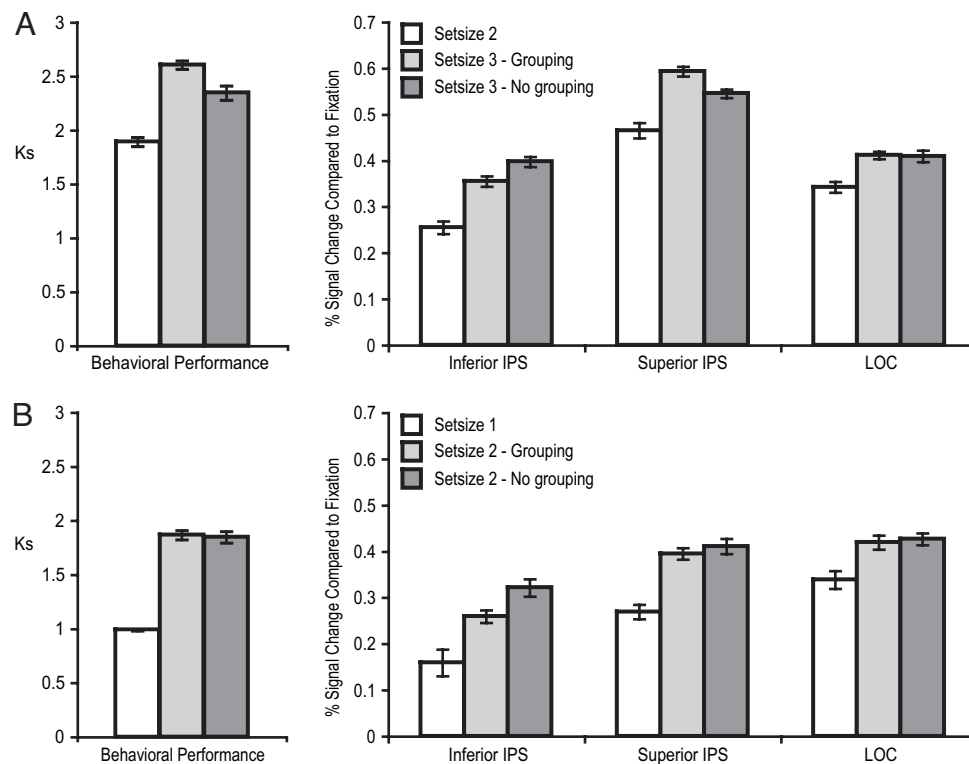 A
3
2.5
2
1.5
1
0.5
0
Ks
Behavioral Performance
0.7
0.6
0.5
0.4
0.3
0.2
0.1
0
% Signal Change Compared to Fixation
Setsize 2
Setsize 3 - Grouping
Setsize 3 - No grouping
Inferior IPS
Superior IPS
LOC
B
3
2.5
2
1.5
1
0.5
0
Ks
Behavioral Performance
0.7
0.6
0.5
0.4
0.3
0.2
0.1
0
% Signal Change Compared to Fixation
Setsize 1
Setsize 2 - Grouping
Setsize 2 - No grouping
Inferior IPS
Superior IPS
LOC